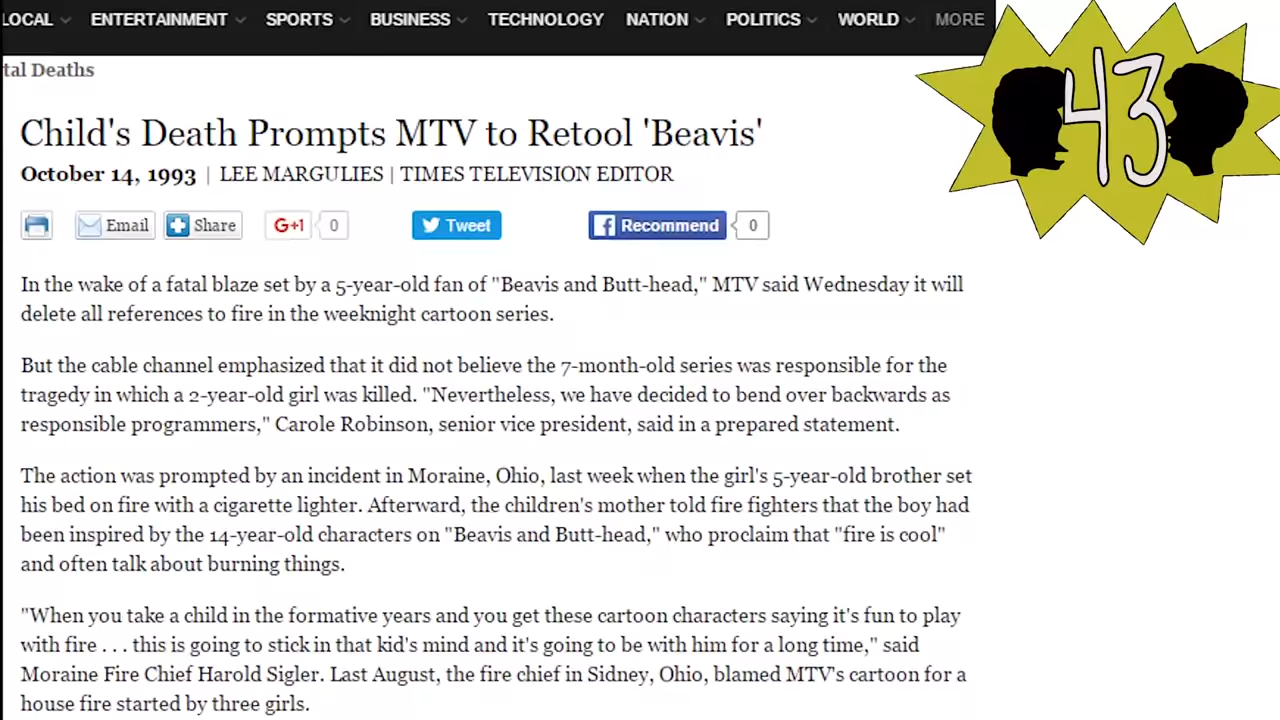 LOCAL ENTERTAINMENT SPORTS BUSINESS TECHNOLOGY NATION POLITICS WORLD MORE
43
tal Deaths
Child's Death Prompts MTV to Retool 'Beavis'
October 14, 1993 | LEE MARGULIES | TIMES TELEVISION EDITOR
Email Share G+1 0 Tweet f Recommend 0
In the wake of a fatal blaze set by a 5-year-old fan of "Beavis and Butt-head," MTV said Wednesday it will
delete all references to fire in the weeknight cartoon series.
But the cable channel emphasized that it did not believe the 7-month-old series was responsible for the
tragedy in which a 2-year-old girl was killed. "Nevertheless, we have decided to bend over backwards as
responsible programmers," Carole Robinson, senior vice president, said in a prepared statement.
The action was prompted by an incident in Moraine, Ohio, last week when the girl's 5-year-old brother set
his bed on fire with a cigarette lighter. Afterward, the children's mother told fire fighters that the boy had
been inspired by the 14-year-old characters on "Beavis and Butt-head," who proclaim that "fire is cool"
and often talk about burning things.
"When you take a child in the formative years and you get these cartoon characters saying it's fun to play
with fire . . . this is going to stick in that kid's mind and it's going to be with him for a long time," said
Moraine Fire Chief Harold Sigler. Last August, the fire chief in Sidney, Ohio, blamed MTV's cartoon for a
house fire started by three girls.